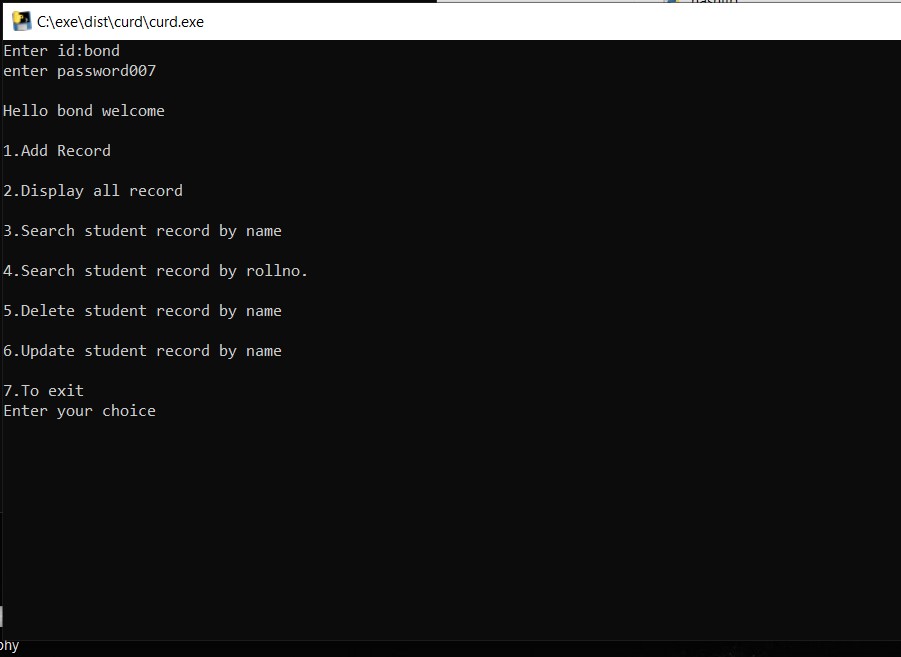 C:\exe\dist\curd\curd.exe
Enter id:bond
enter password007
Hello bond welcome
1.Add Record
2.Display all record
3.Search student record by name
4.Search student record by rollno.
5.Delete student record by name
6.Update student record by name
7.To exit
Enter your choice
phy